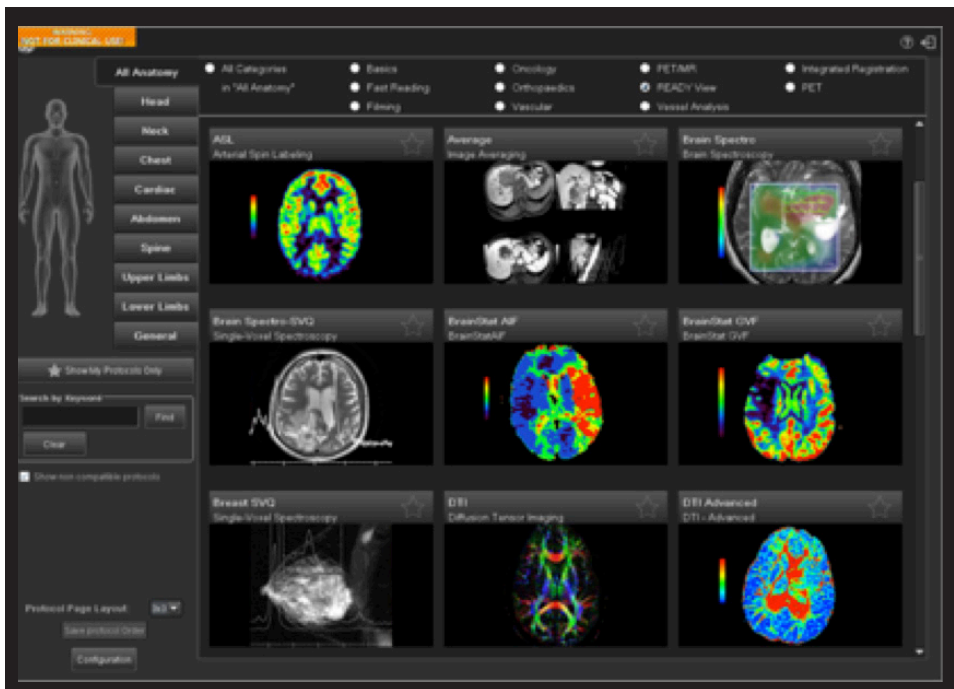 WARNING
NOT FOR CLINICAL USE!
All Anatomy
Head
Neck
Chest
Cardiac
Abdomen
Spine
Upper Limbs
Lower Limbs
General
Show My Protocols Only
Search by Keyword
Find
Clear
Show non compatible protocols
Protocol Page Layout:
3x3
Save protocol Order
Configuration
All Categories
in "All Anatomy"
Basics
Fast Reading
Filming
Oncology
Orthopaedics
Vascular
PET/MR
READY View
Vessel Analysis
Integrated Registration
PET
ASL
Arterial Spin Labeling
Average
Image Averaging
Brain Spectro
Brain Spectroscopy
Brain Spectro-SVQ
Single-Voxel Spectroscopy
BrainStat AIF
BrainStatAIF
BrainStat GVF
BrainStat GVF
Breast SVQ
Single-Voxel Spectroscopy
DTI
Diffusion Tensor Imaging
DTI Advanced
DTI - Advanced